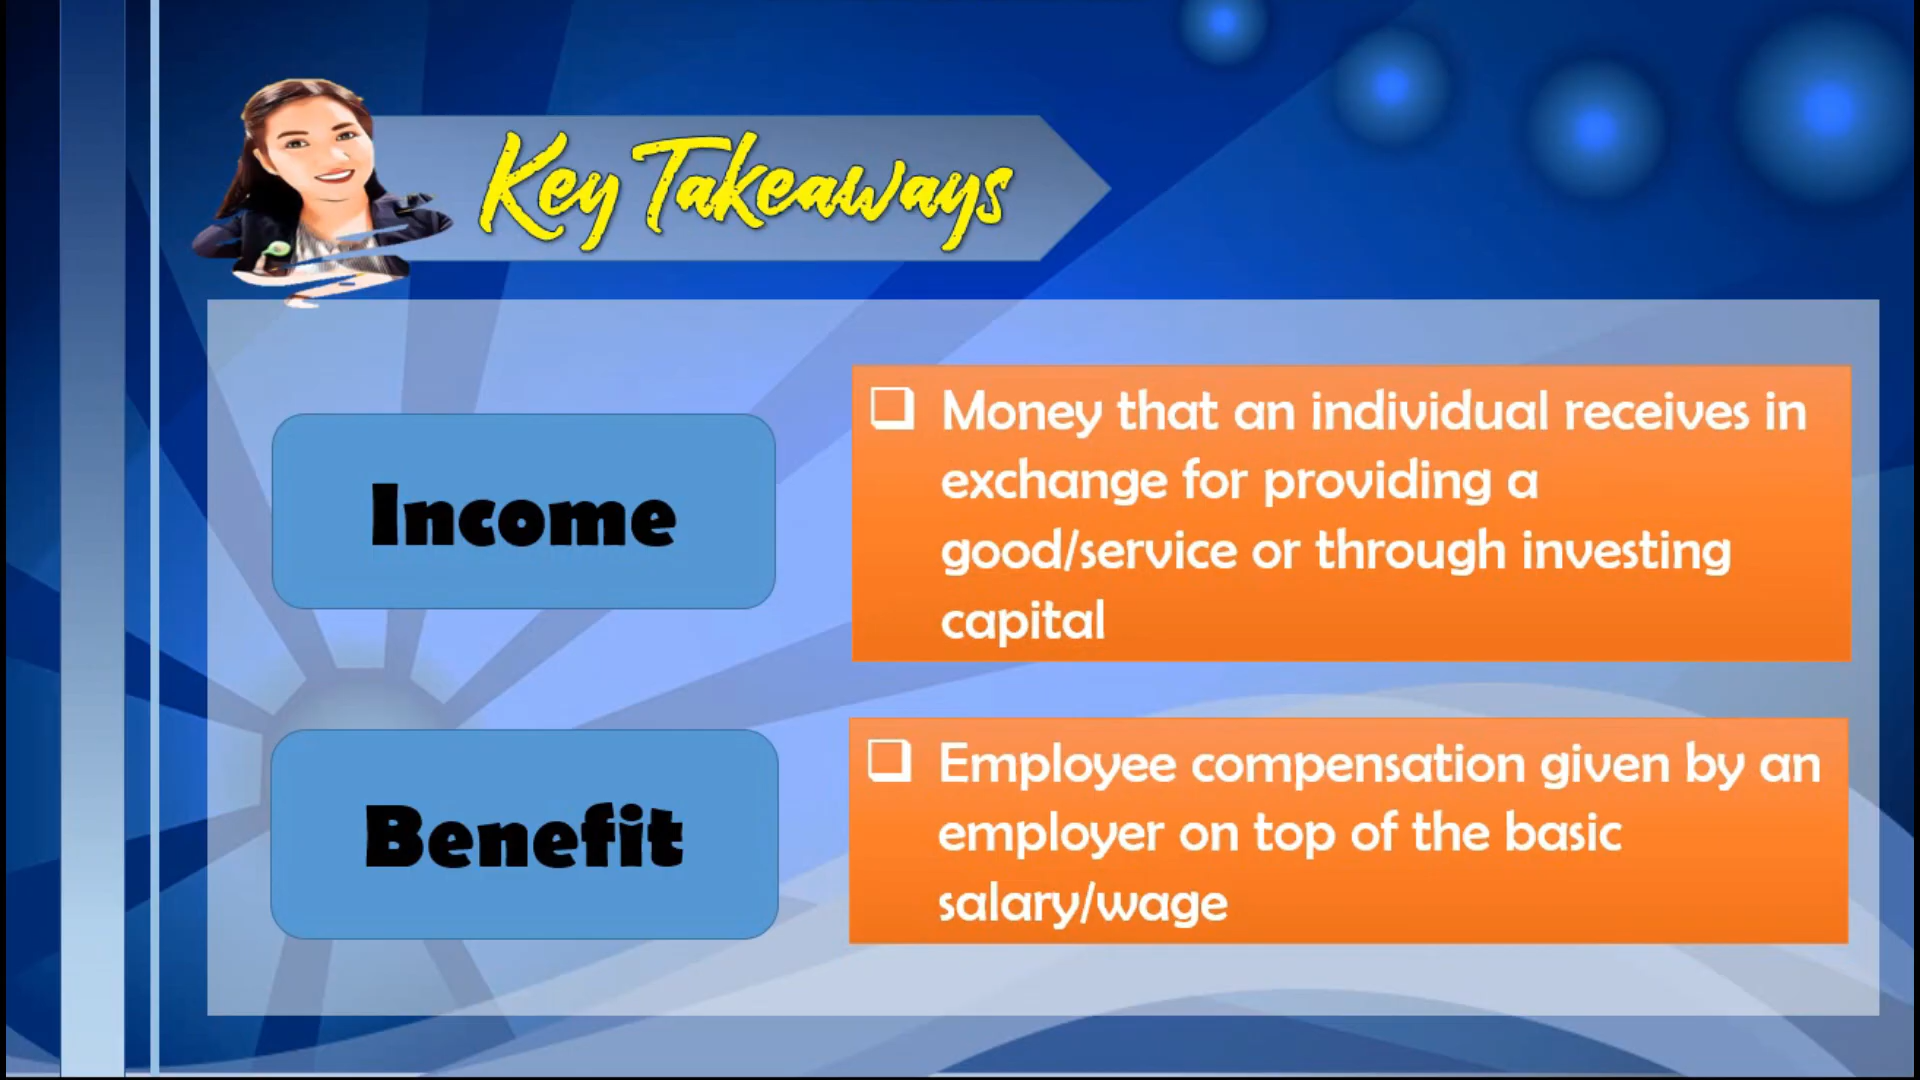 Key Takeaways
Income
❑ Money that an individual receives in
exchange for providing a
good/service or through investing
capital
Benefit
❑ Employee compensation given by an
employer on top of the basic
salary/wage